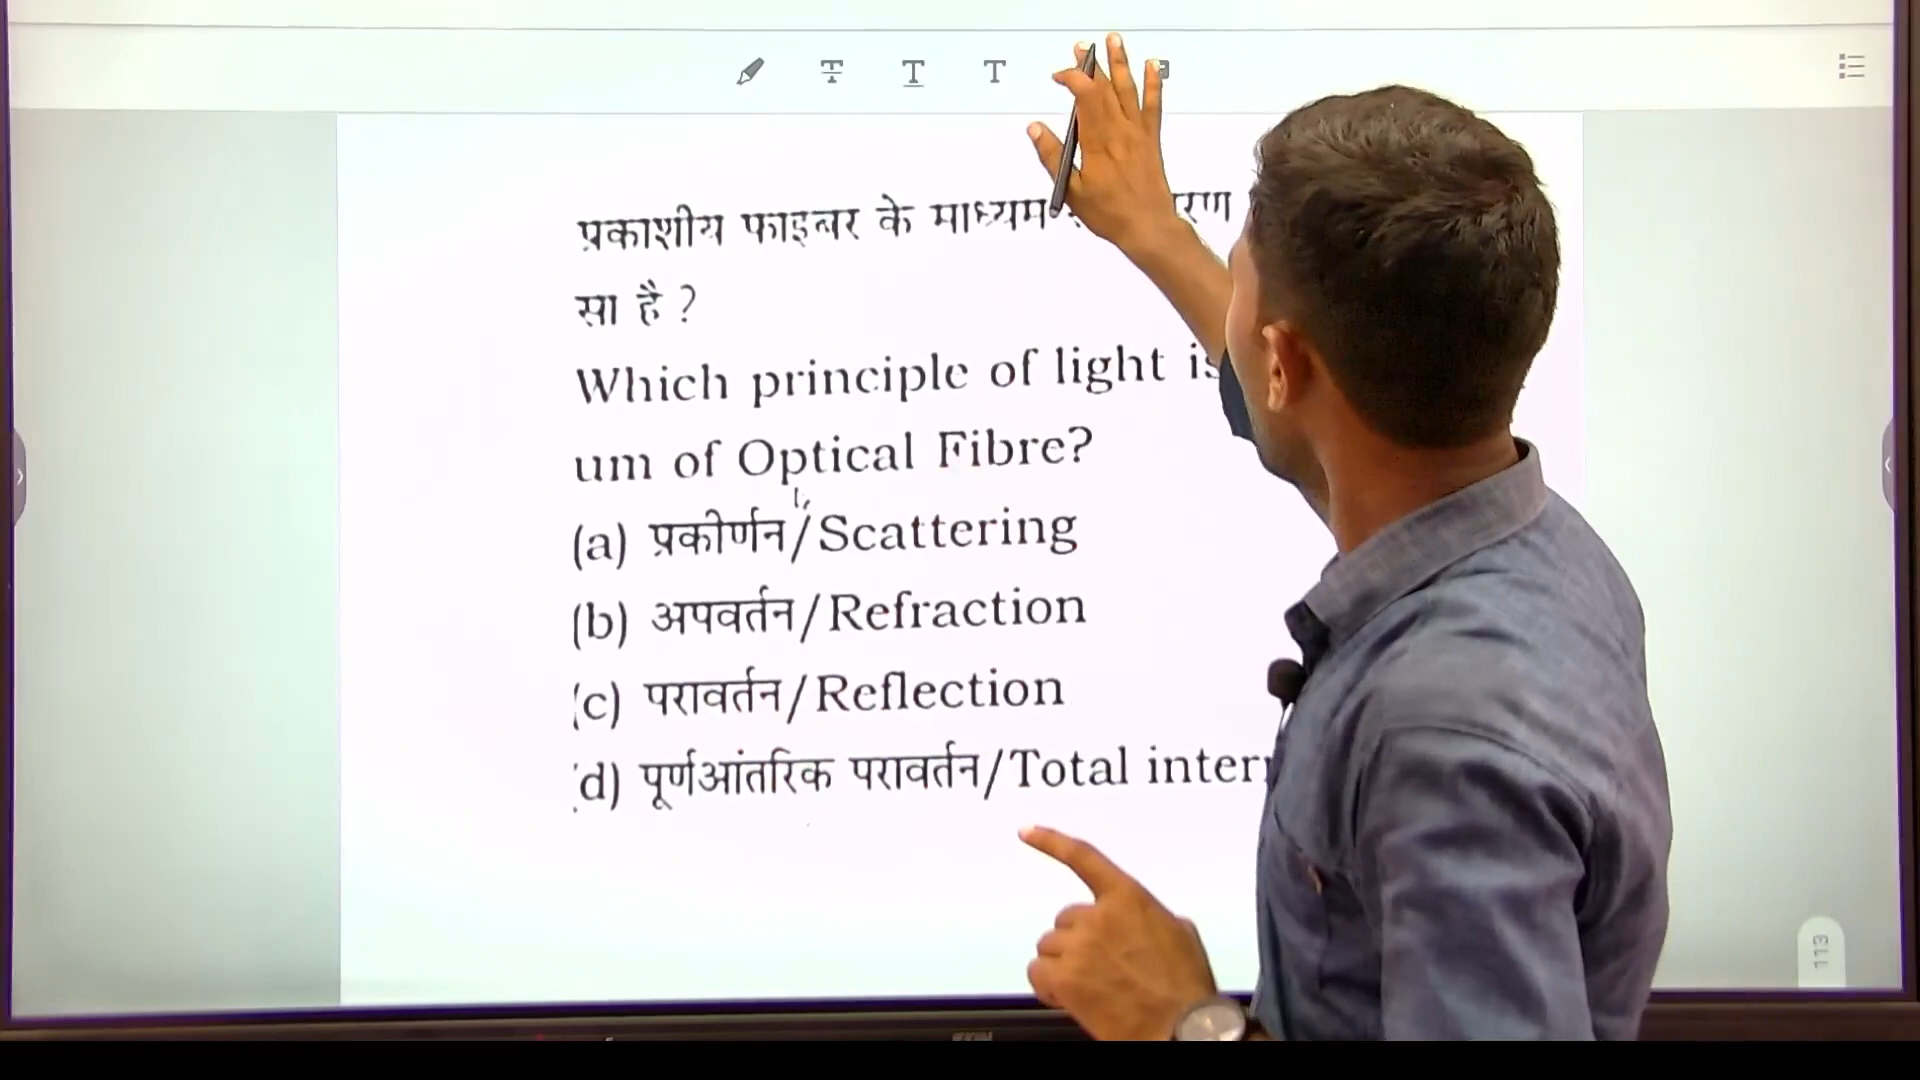 प्रकाशीय फाइबर के माध्यम
सा है ?
Which principle of light is
um of Optical Fibre?
(a) प्रकीर्णन/Scattering
(b) अपवर्तन/Refraction
(c) परावर्तन/Reflection
(d) पूर्णआंतरिक परावर्तन/Total
113